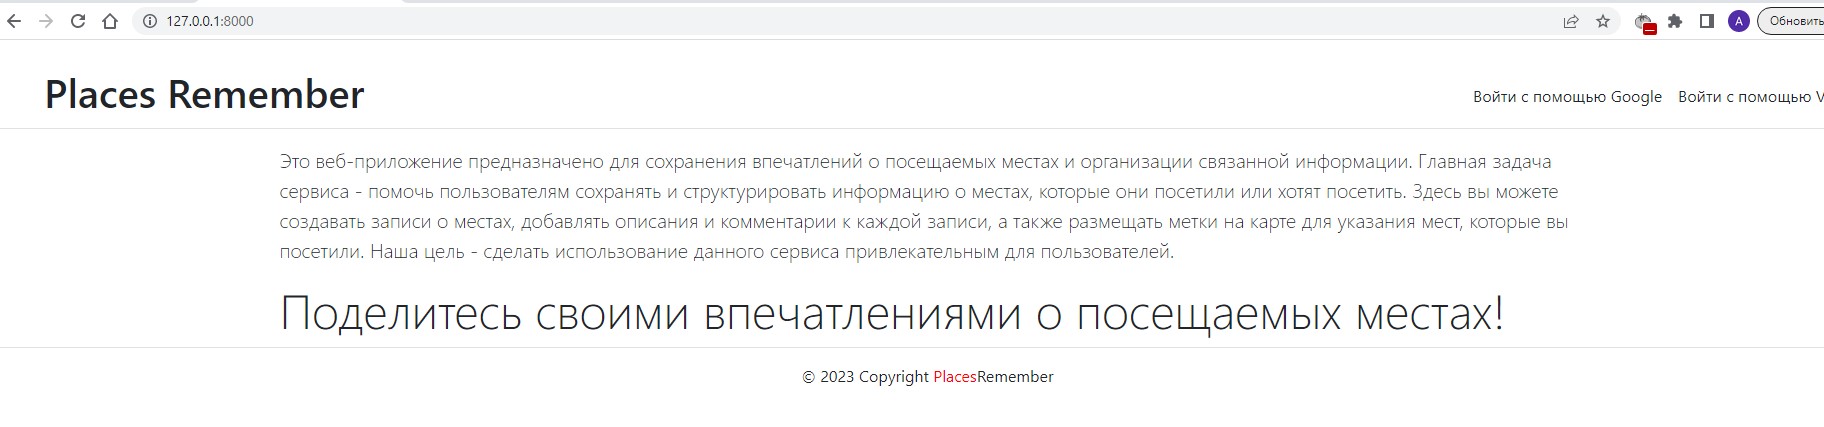 127.0.0.1:8000
A
Обновить
Places Remember
Войти с помощью Google Войти с помощью V
Это веб-приложение предназначено для сохранения впечатлений о посещаемых местах и организации связанной информации. Главная задача
сервиса - помочь пользователям сохранять и структурировать информацию о местах, которые они посетили или хотят посетить. Здесь вы можете
создавать записи о местах, добавлять описания и комментарии к каждой записи, а также размещать метки на карте для указания мест, которые вы
посетили. Наша цель - сделать использование данного сервиса привлекательным для пользователей.
Поделитесь своими впечатлениями о посещаемых местах!
© 2023 Copyright PlacesRemember